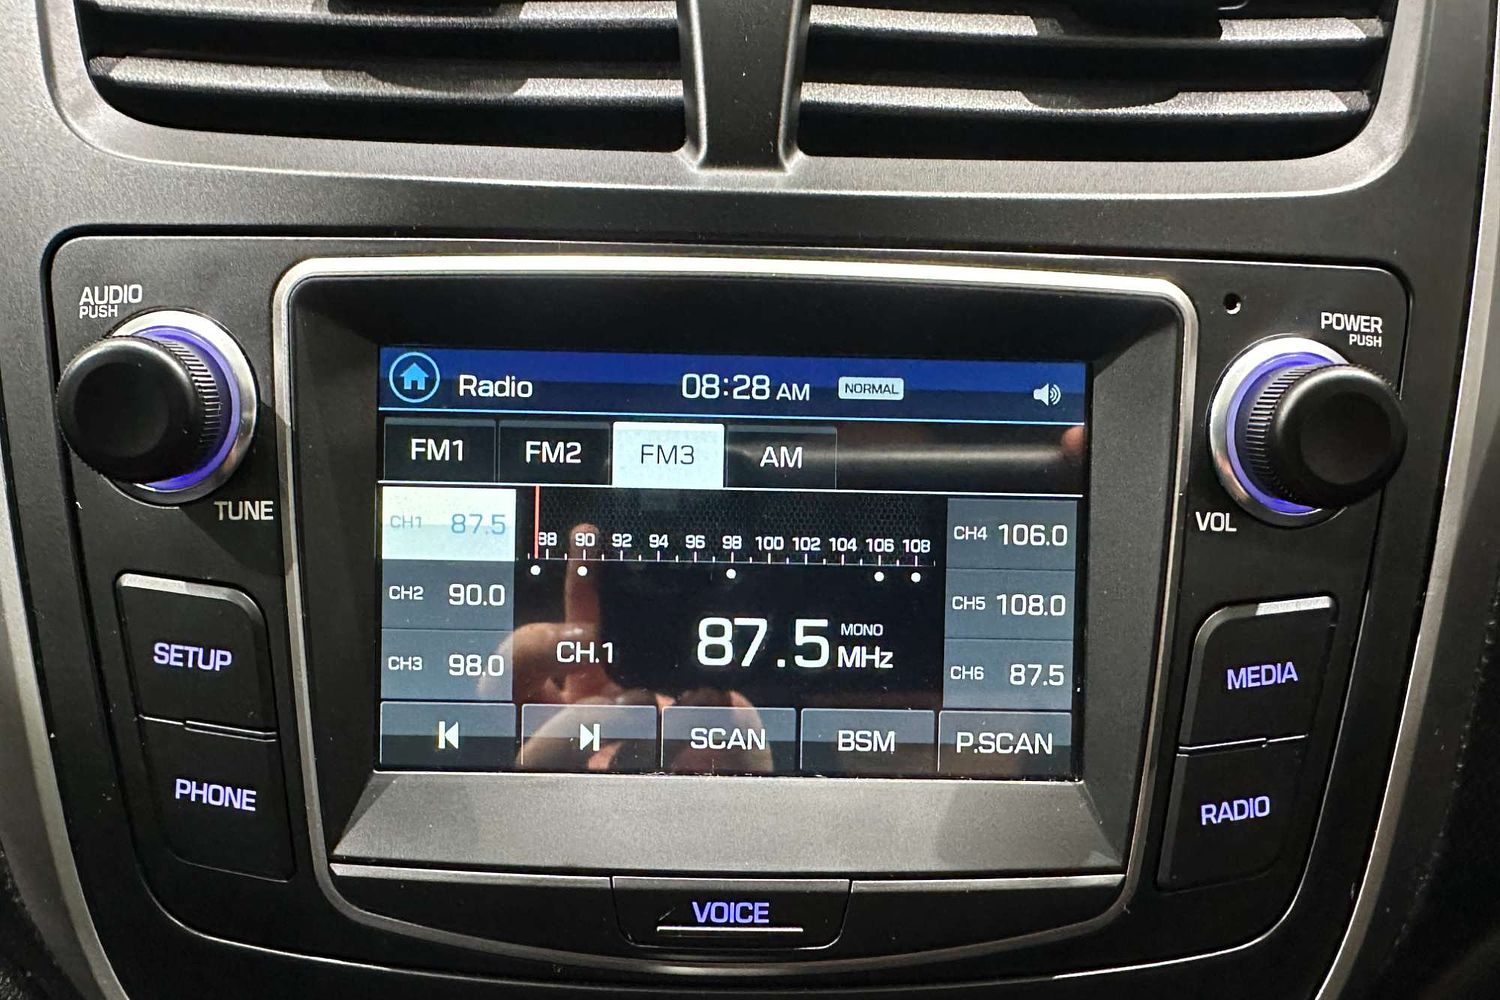 AUDIO
PUSH
TUNE
POWER
PUSH
VOL
Radio 08:28 AM NORMAL
FM1 FM2 FM3 AM
CH1 87.5
CH2 90.0
CH3 98.0
88 90 92 94 96 98 100 102 104 106 108
CH.1 87.5 MONO MHz
CH4 106.0
CH5 108.0
CH6 87.5
SCAN BSM P.SCAN
SETUP
PHONE
MEDIA
RADIO
VOICE